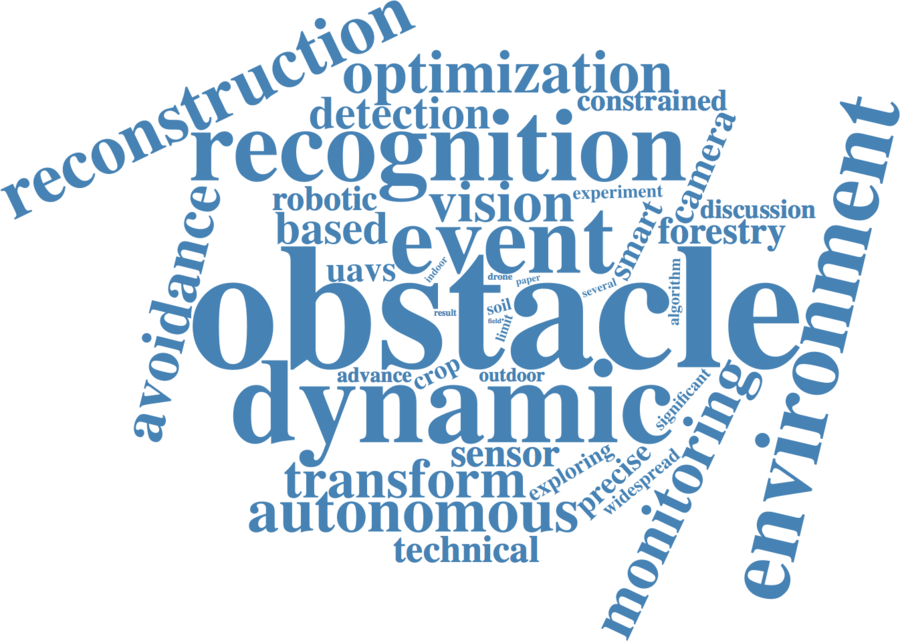 reconstruction
optimization
constrained
detection
recognition
camera
environment
avoidance
robotic
vision
experiment
smart
discussion
based
event
forestry
uavs
indoor
drone
paper
several
algorithm
obstacle
result
soil
field*
limit
advance
crop
outdoor
significant
dynamic
monitoring
sensor
exploring
precise
widespread
transform
autonomous
technical